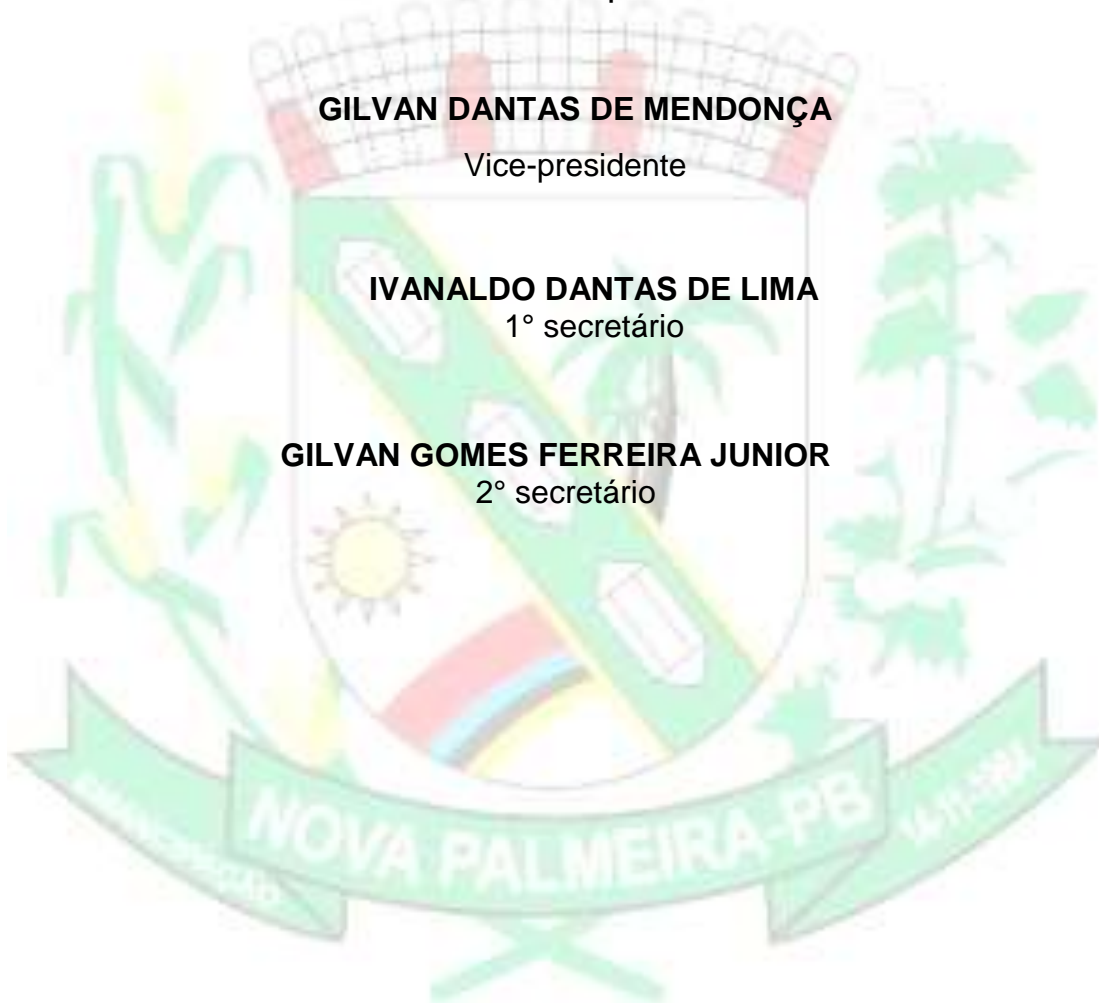 GILVAN DANTAS DE MENDONÇA
Vice-presidente
IVANALDO DANTAS DE LIMA
1° secretário
GILVAN GOMES FERREIRA JUNIOR
2° secretário
EMANCIPAÇÃO
NOVA PALMEIRA-PB